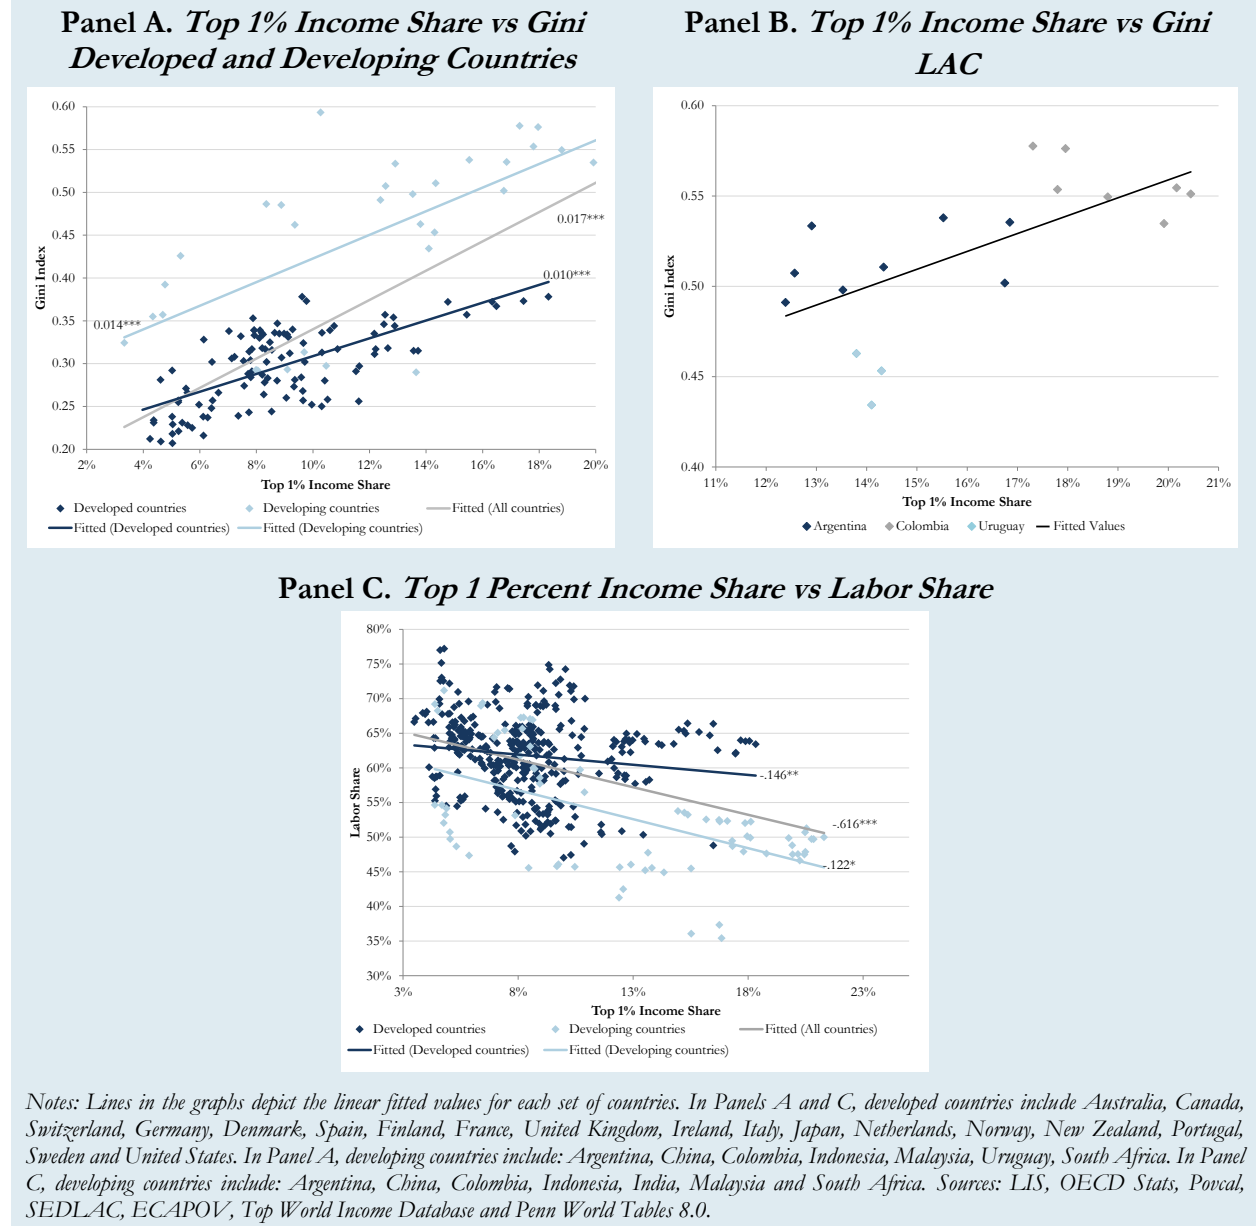 Panel A. Top 1% Income Share vs Gini
Developed and Developing Countries
0.60
0.55
0.50
0.45
0.40
0.35
0.30
0.25
0.20
Gini Index
0.017***
0.010***
0.014***
2%
4%
6%
8%
10%
12%
14%
16%
18%
20%
Top 1% Income Share
Developed countries
Developing countries
Fitted (All countries)
Fitted (Developed countries)
Fitted (Developing countries)
Panel B. Top 1% Income Share vs Gini
LAC
0.60
0.55
0.50
0.45
0.40
Gini Index
11%
12%
13%
14%
15%
16%
17%
18%
19%
20%
21%
Top 1% Income Share
Argentina
Colombia
Uruguay
Fitted Values
Panel C. Top 1 Percent Income Share vs Labor Share
80%
75%
70%
65%
60%
55%
50%
45%
40%
35%
30%
Labor Share
-.146**
-.616***
-.122*
3%
8%
13%
18%
23%
Top 1% Income Share
Developed countries
Developing countries
Fitted (All countries)
Fitted (Developed countries)
Fitted (Developing countries)
Notes: Lines in the graphs depict the linear fitted values for each set of countries. In Panels A and C, developed countries include Australia, Canada,
Switzerland, Germany, Denmark, Spain, Finland, France, United Kingdom, Ireland, Italy, Japan, Netherlands, Norway, New Zealand, Portugal,
Sweden and United States. In Panel A, developing countries include: Argentina, China, Colombia, Indonesia, Malaysia, Uruguay, South Africa. In Panel
C, developing countries include: Argentina, China, Colombia, Indonesia, India, Malaysia and South Africa. Sources: LIS, OECD Stats, Povcal,
SEDLAC, ECAPOV, Top World Income Database and Penn World Tables 8.0.